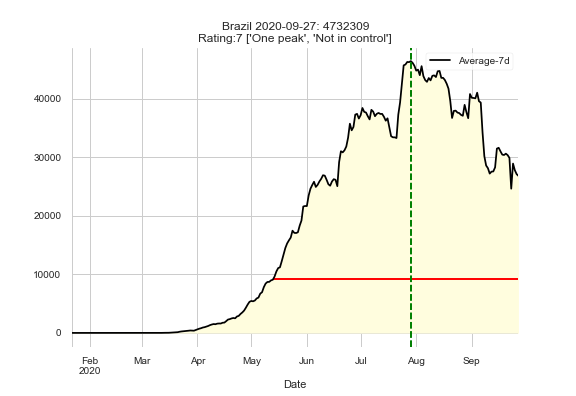 Brazil 2020-09-27: 4732309
Rating:7 ['One peak', 'Not in control']
Average-7d
40000
30000
20000
10000
0
Feb Mar Apr May Jun Jul Aug Sep
2020
Date